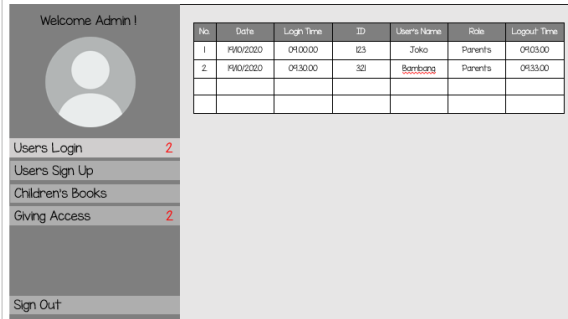 Welcome Admin !
Users Login 2
Users Sign Up
Children's Books
Giving Access 2
Sign Out
No. Date Login Time ID User's Name Role Logout Time
1 19/10/2020 09.00.00 123 Joko Parents 09.03.00
2. 19/10/2020 09.30.00 321 Bambang Parents 09.33.00